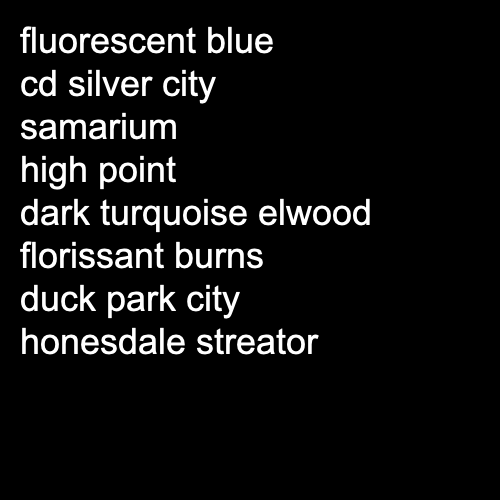 fluorescent blue
cd silver city
samarium
high point
dark turquoise elwood
florissant burns
duck park city
honesdale streator